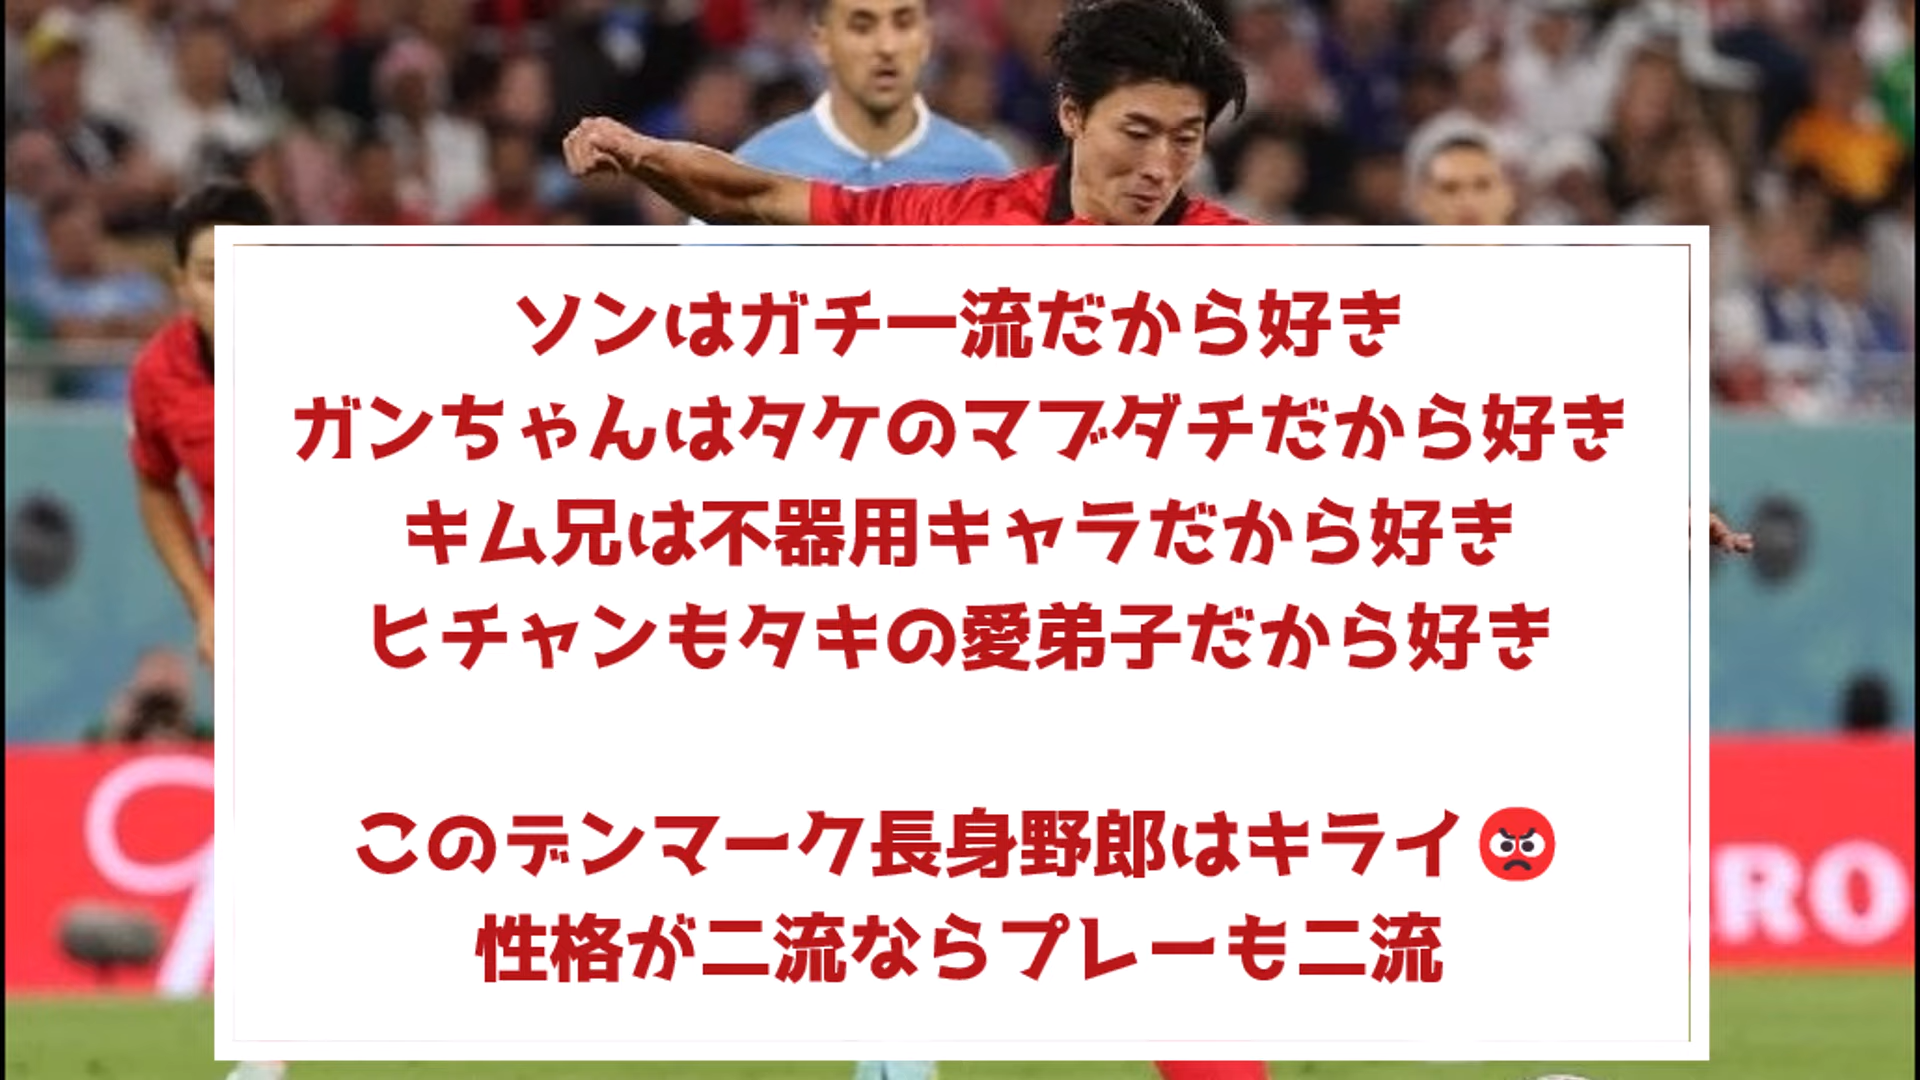 ソンはガチ一流だから好き
ガンちゃんはタケのマブダチだから好き
キム兄は不器用キャラだから好き
ヒチャンもタキの愛弟子だから好き
このデンマーク長身野郎はキライ😡
性格が二流ならプレーも二流
RO